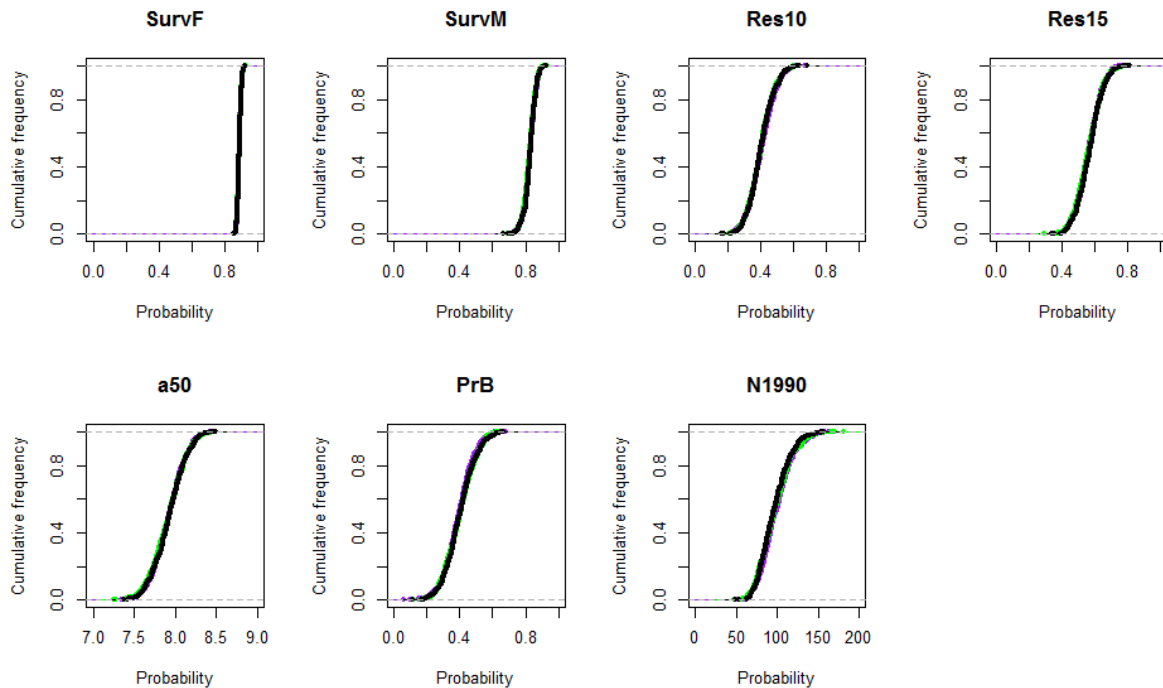 SurvF
SurvM
Res10
Res15
Cumulative frequency
0.0 0.4 0.8
0.0 0.4 0.8
Probability
Cumulative frequency
0.0 0.4 0.8
0.0 0.4 0.8
Probability
Cumulative frequency
0.0 0.4 0.8
0.0 0.4 0.8
Probability
Cumulative frequency
0.0 0.4 0.8
0.0 0.4 0.8
Probability
a50
PrB
N1990
Cumulative frequency
0.0 0.4 0.8
7.0 7.5 8.0 8.5 9.0
Probability
Cumulative frequency
0.0 0.4 0.8
0.0 0.4 0.8
Probability
Cumulative frequency
0.0 0.4 0.8
0 50 100 150 200
Probability